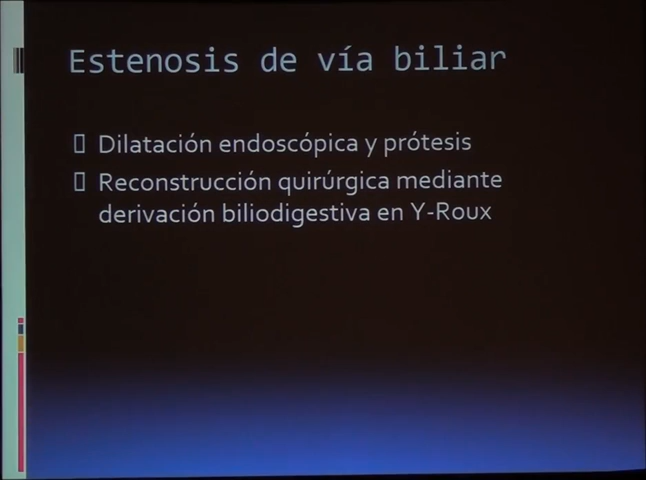 Estenosis de vía biliar
Dilatación endoscópica y prótesis
Reconstrucción quirúrgica mediante
derivación biliodigestiva en Y-Roux